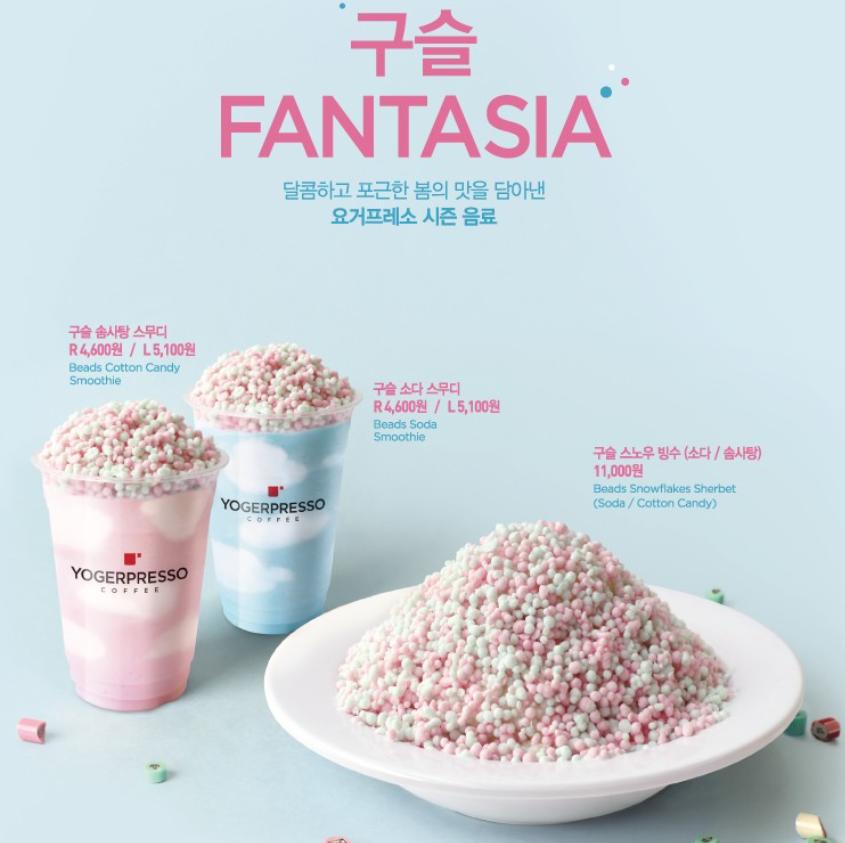 구슬
FANTASIA
달콤하고 포근한 봄의 맛을 담아낸
요거프레소 시즌 음료
구슬 솜사탕 스무디
R 4,600원 / L 5,100원
Beads Cotton Candy
Smoothie
구슬 소다 스무디
R 4,600원 / L 5,100원
Beads Soda
Smoothie
구슬 스노우 빙수 (소다 / 솜사탕)
11,000원
Beads Snowflakes Sherbet
(Soda / Cotton Candy)
YOGERPRESSO
COFFEE
YOGERPRESSO
COFFEE